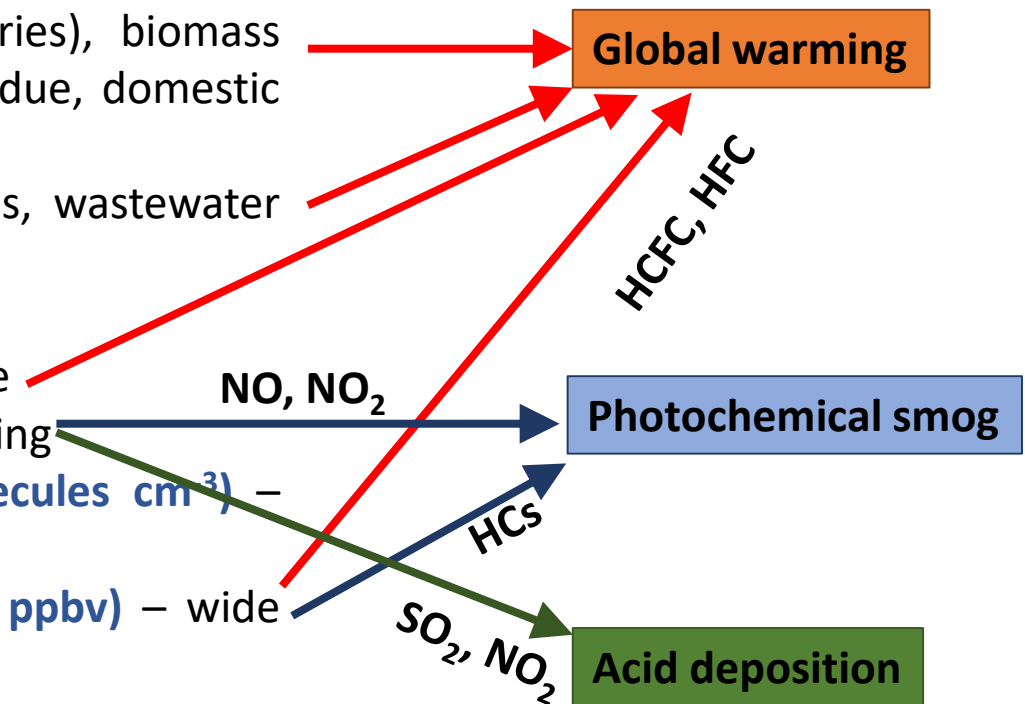 ries), biomass
due, domestic
s, wastewater
e
ing
ecules cm-3) –
ppbv) – wide
Global warming
HCFC, HFC
NO, NO2
Photochemical smog
HCs
SO2, NO2
Acid deposition